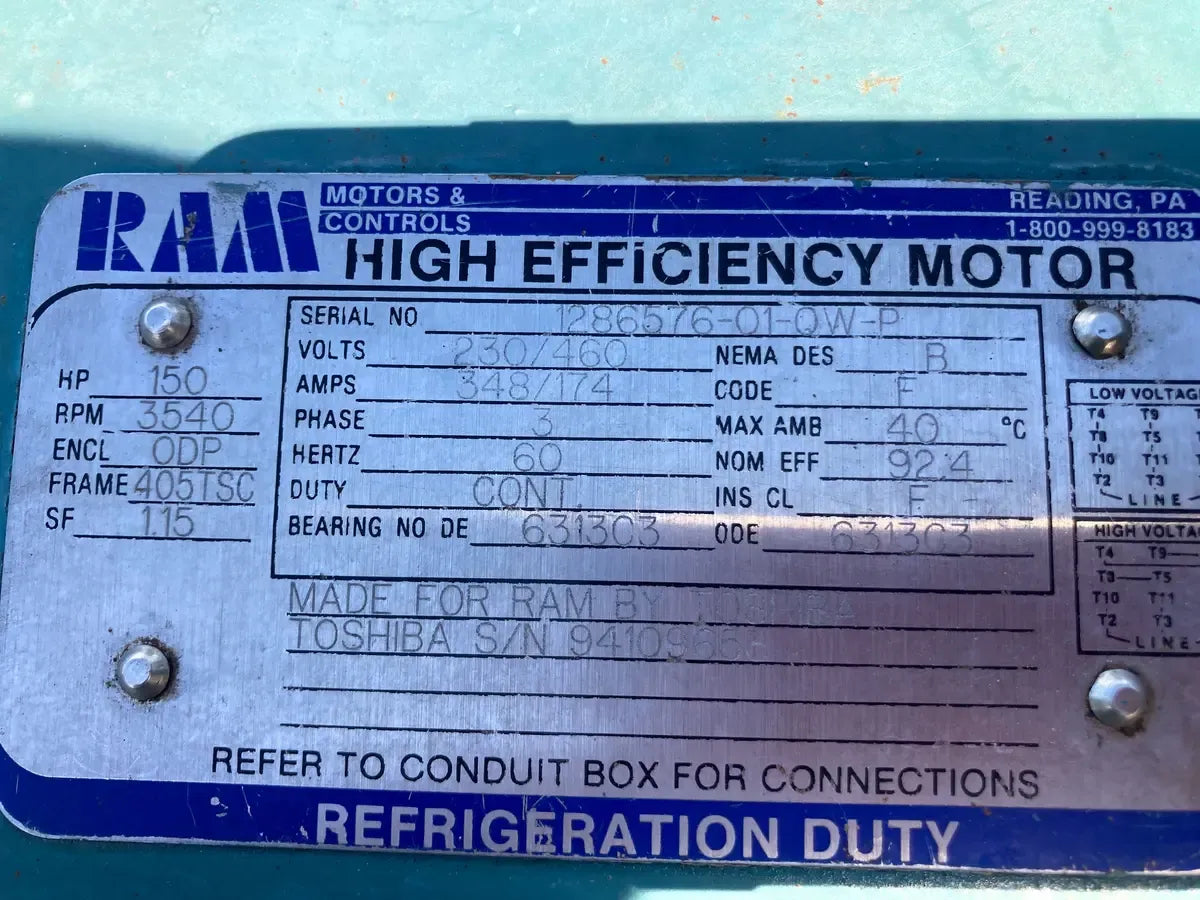 RAM MOTORS & READING, PA
CONTROLS 1-800-999-8183
HIGH EFFICIENCY MOTOR
SERIAL NO 1286576-01-QW-P
VOLTS 230/460 NEMA DES B
HP 150 AMPS 348/174 CODE F
RPM 3540 PHASE 3 MAX AMB 40 °C
ENCL ODP HERTZ 60 NOM EFF 92.4
FRAME 405TSC DUTY CONT. INS CL F
SF 1.15 BEARING NO DE 6313C3 ODE 6313C3
LOW VOLTAGE
T4 T9
T8 T5
T10 T11
T2 T3
LINE
HIGH VOLTA
T4 T9
T8 T5
T10 T11
T2 T3
LINE
MADE FOR RAM BY
TOSHIBA S/N
REFER TO CONDUIT BOX FOR CONNECTIONS
REFRIGERATION DUTY